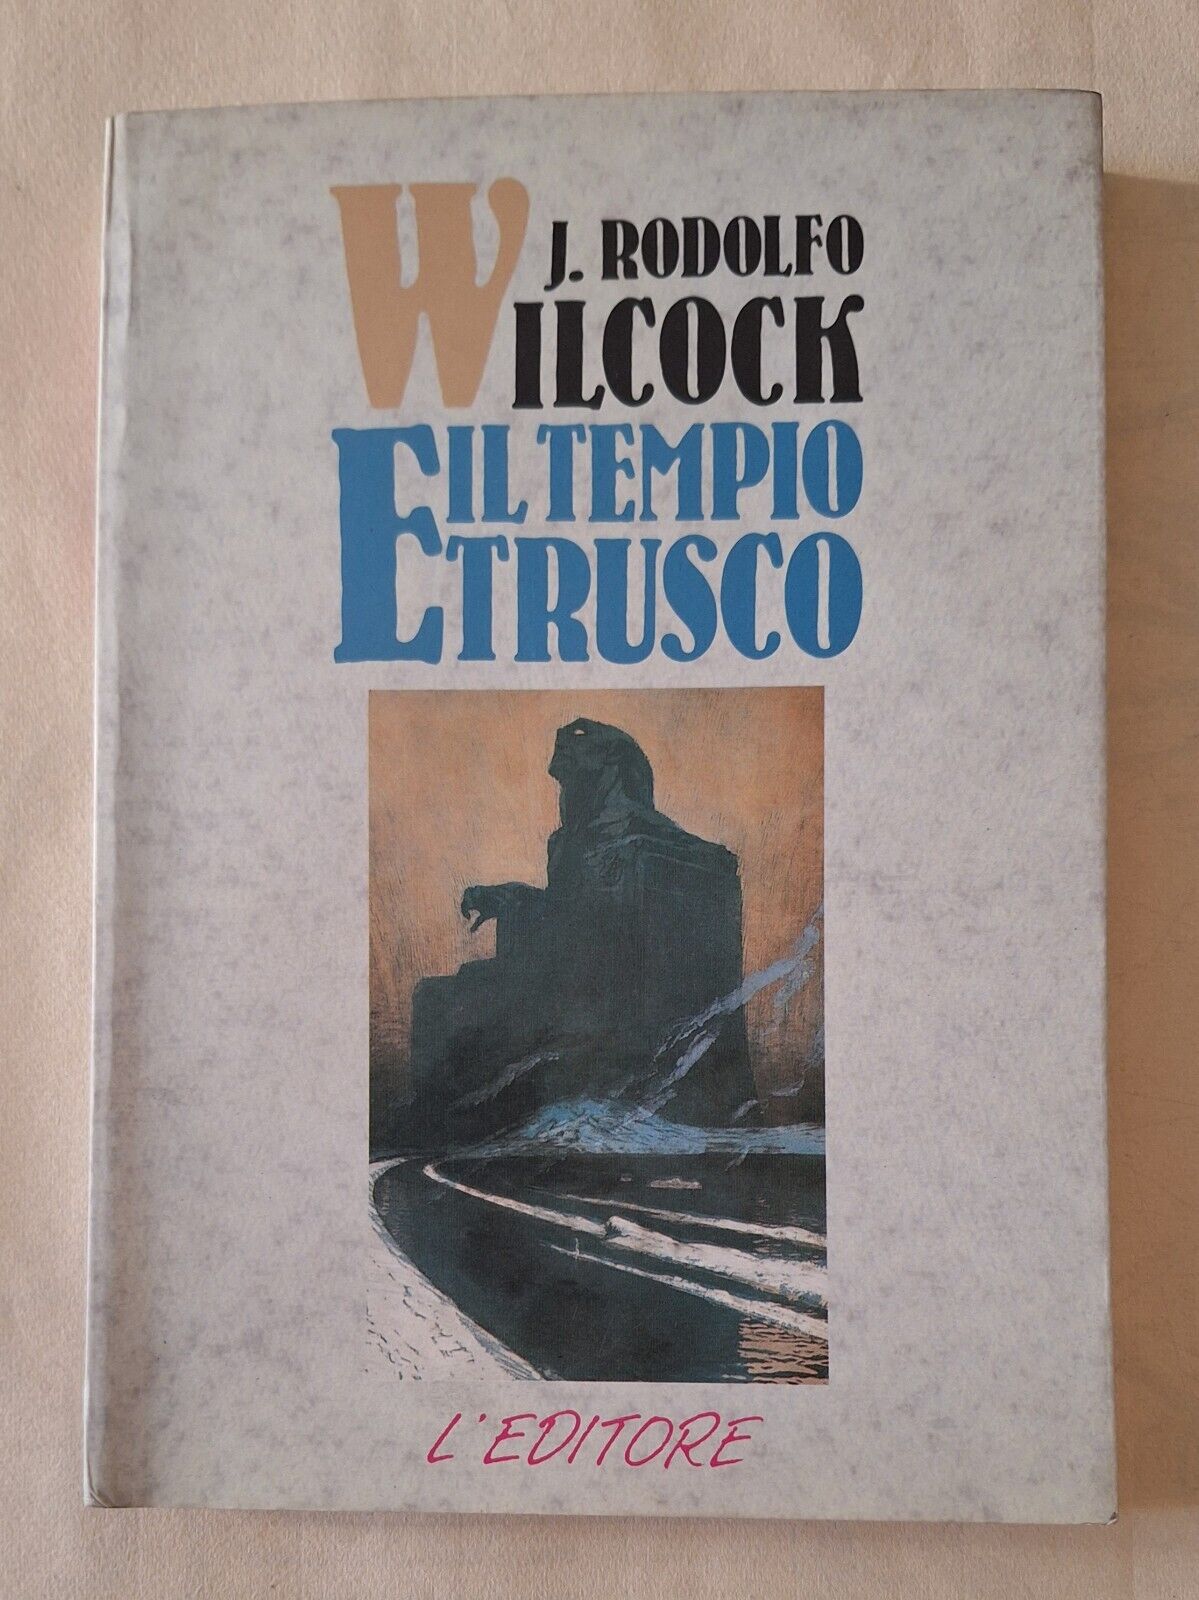 J. RODOLFO
WILCOCK
IL TEMPIO
ETRUSCO
L'EDITORE